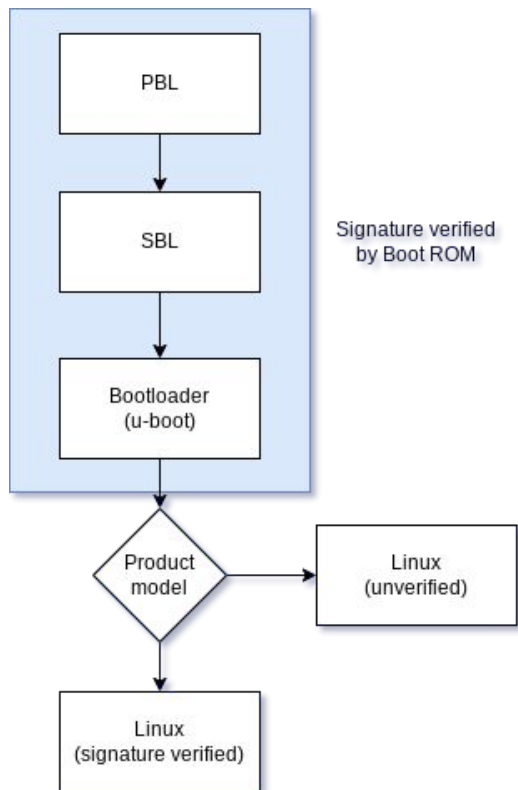 PBL
SBL
Signature verified
by Boot ROM
Bootloader
(u-boot)
Product
model
Linux
(unverified)
Linux
(signature verified)